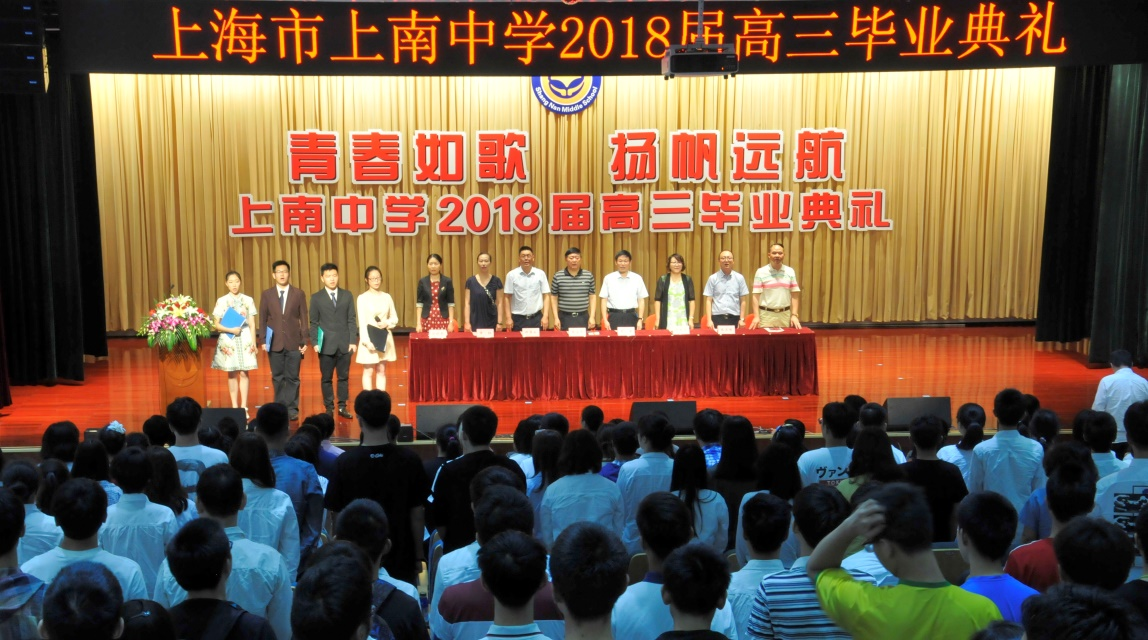 上海市上南中学2018届高三毕业典礼
Shang Nan Middle School
青春如歌 扬帆远航
上南中学2018届高三毕业典礼